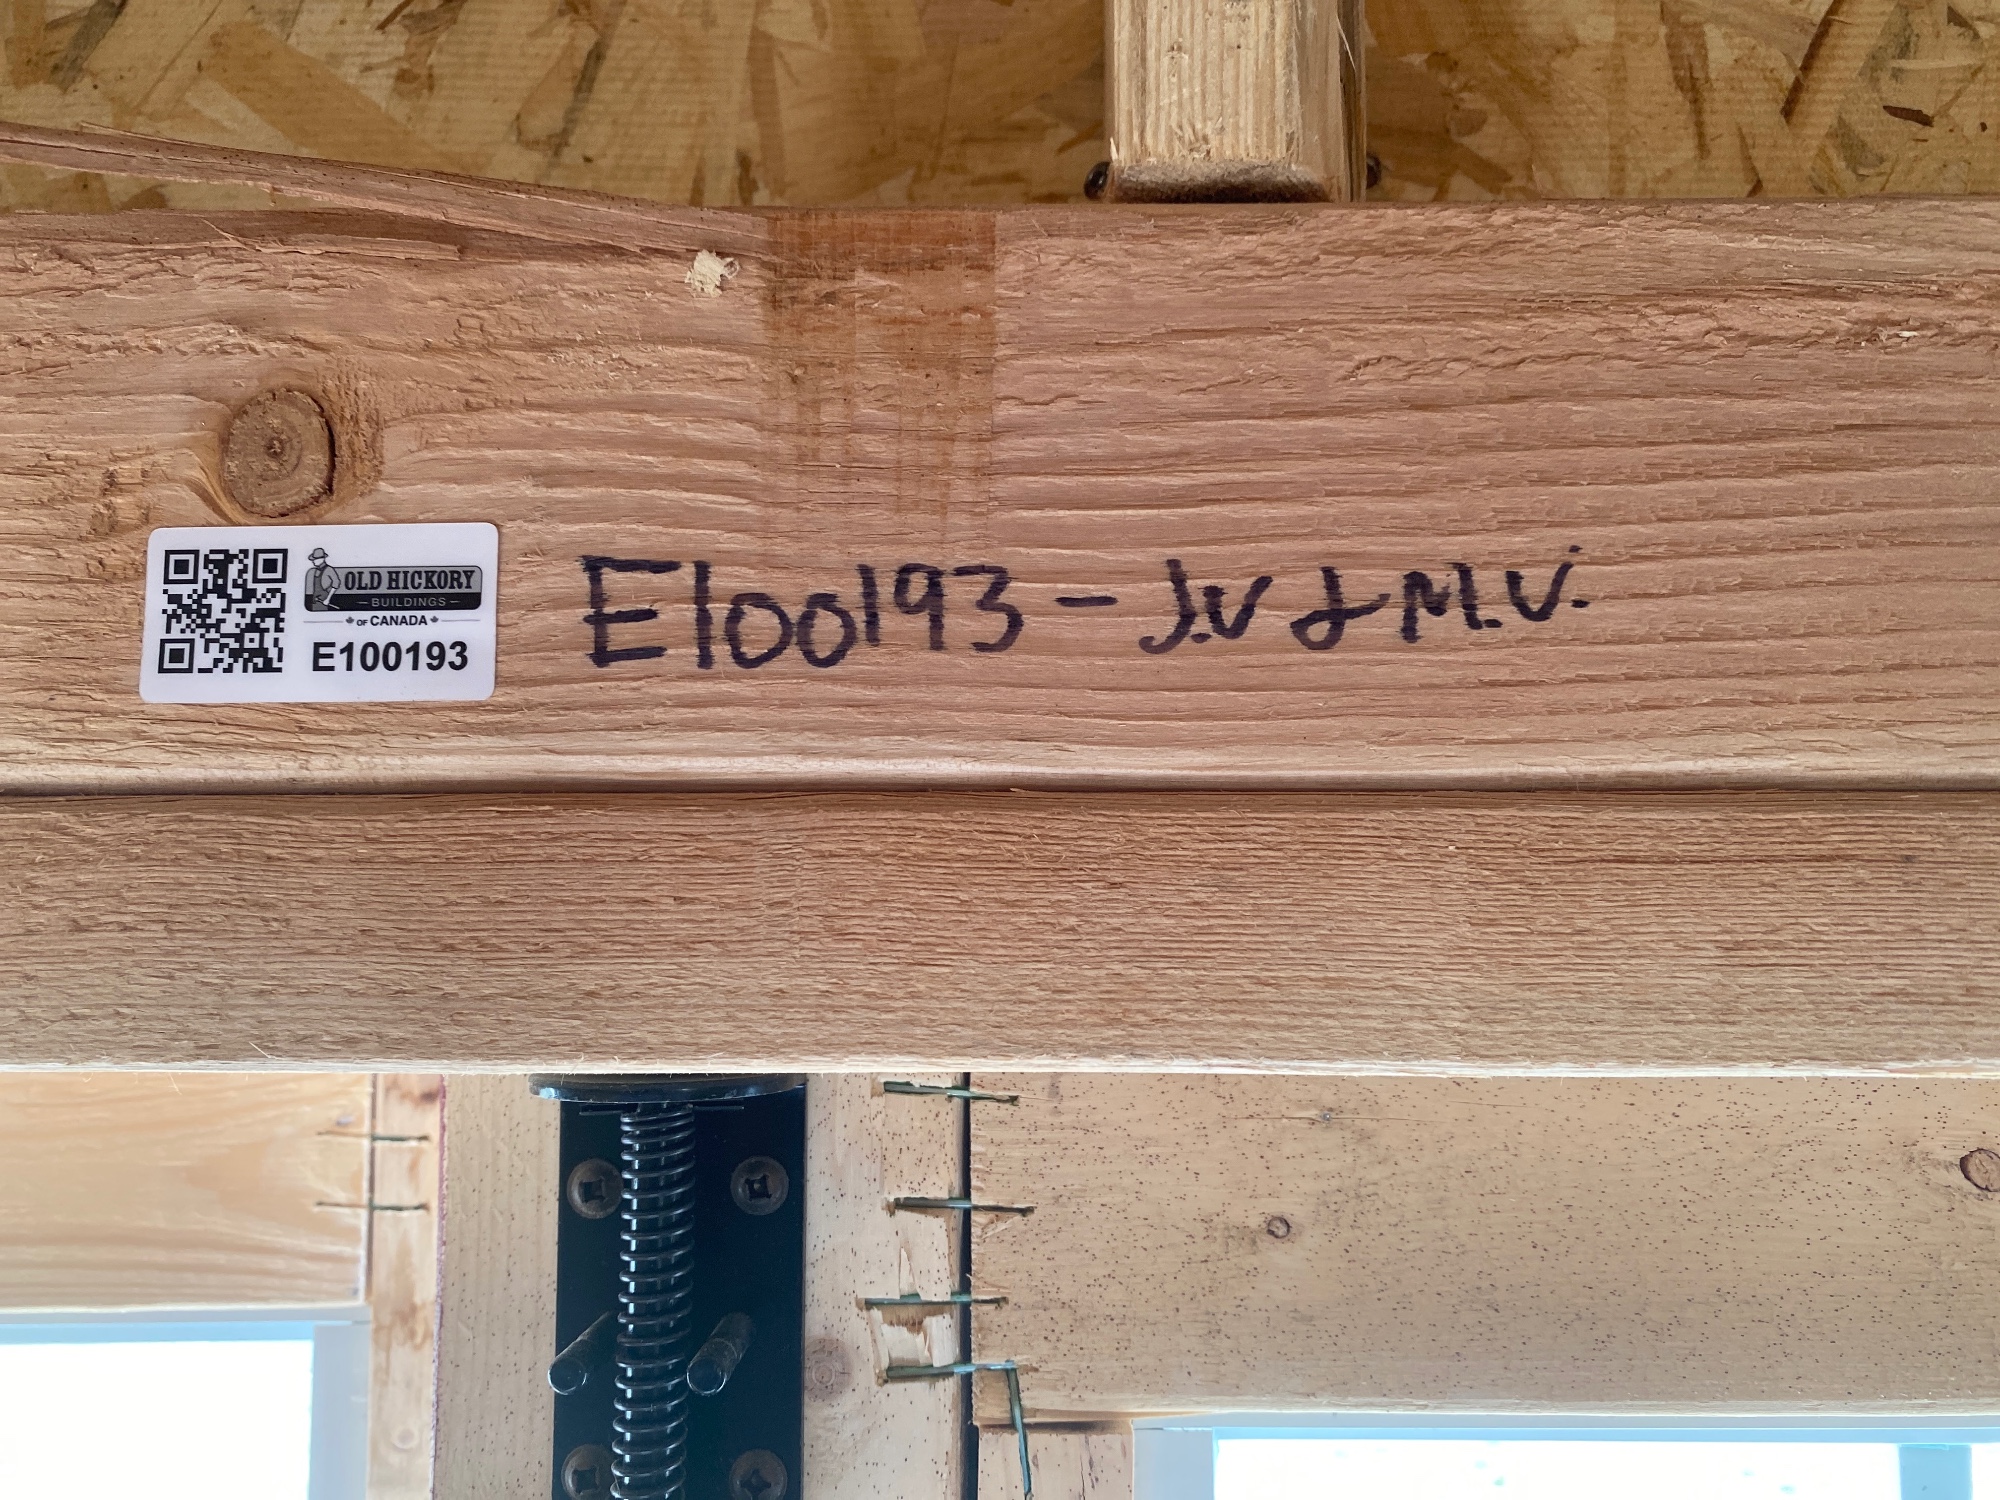 OLD HICKORY
BUILDINGS
OF CANADA
E100193
E100193 - J.V & M.V.